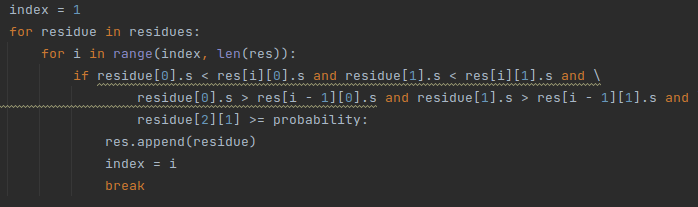 index = 1
for residue in residues:
    for i in range(index, len(res)):
        if residue[0].s < res[i][0].s and residue[1].s < res[i][1].s and \
                residue[0].s > res[i - 1][0].s and residue[1].s > res[i - 1][1].s and
                residue[2][1] >= probability:
            res.append(residue)
            index = i
            break